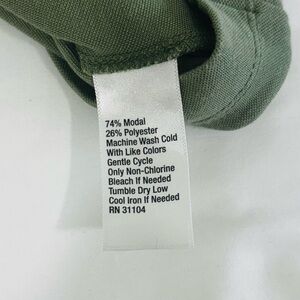 74% Modal
26% Polyester
Machine Wash Cold
With Like Colors
Gentle Cycle
Only Non-Chlorine
Bleach If Needed
Tumble Dry Low
Cool Iron If Needed
RN 31104